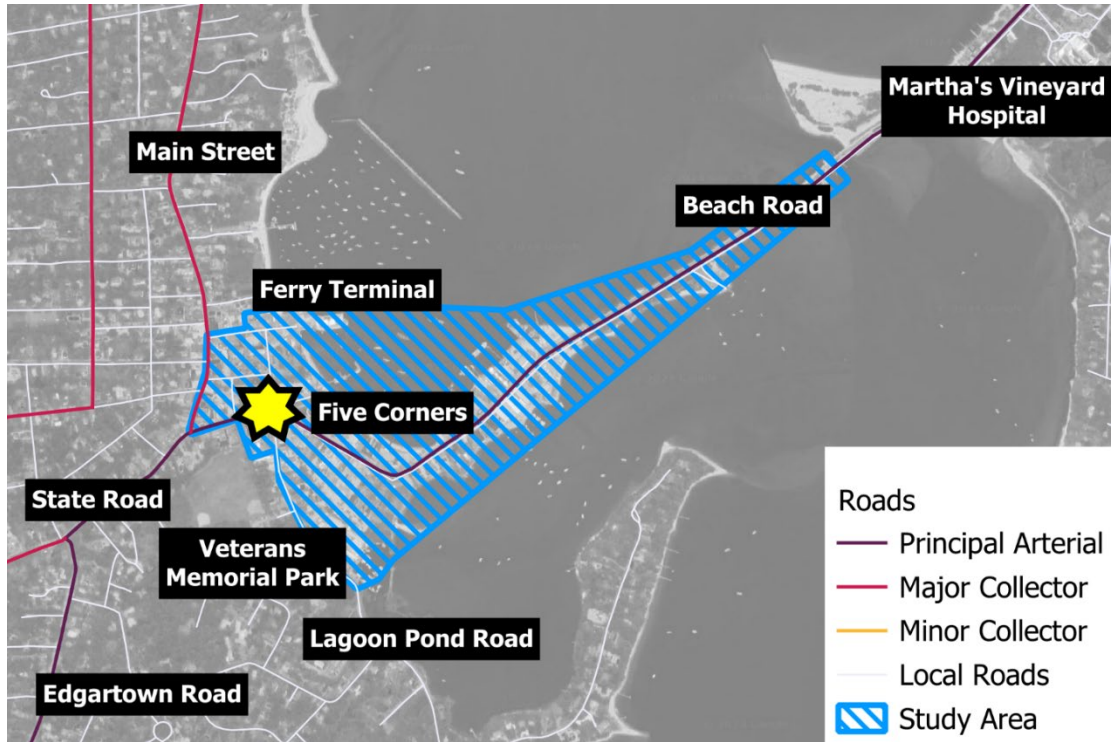 Martha's Vineyard
Hospital
Main Street
Beach Road
Ferry Terminal
Five Corners
State Road
Veterans
Memorial Park
Lagoon Pond Road
Edgartown Road
Roads
Principal Arterial
Major Collector
Minor Collector
Local Roads
Study Area